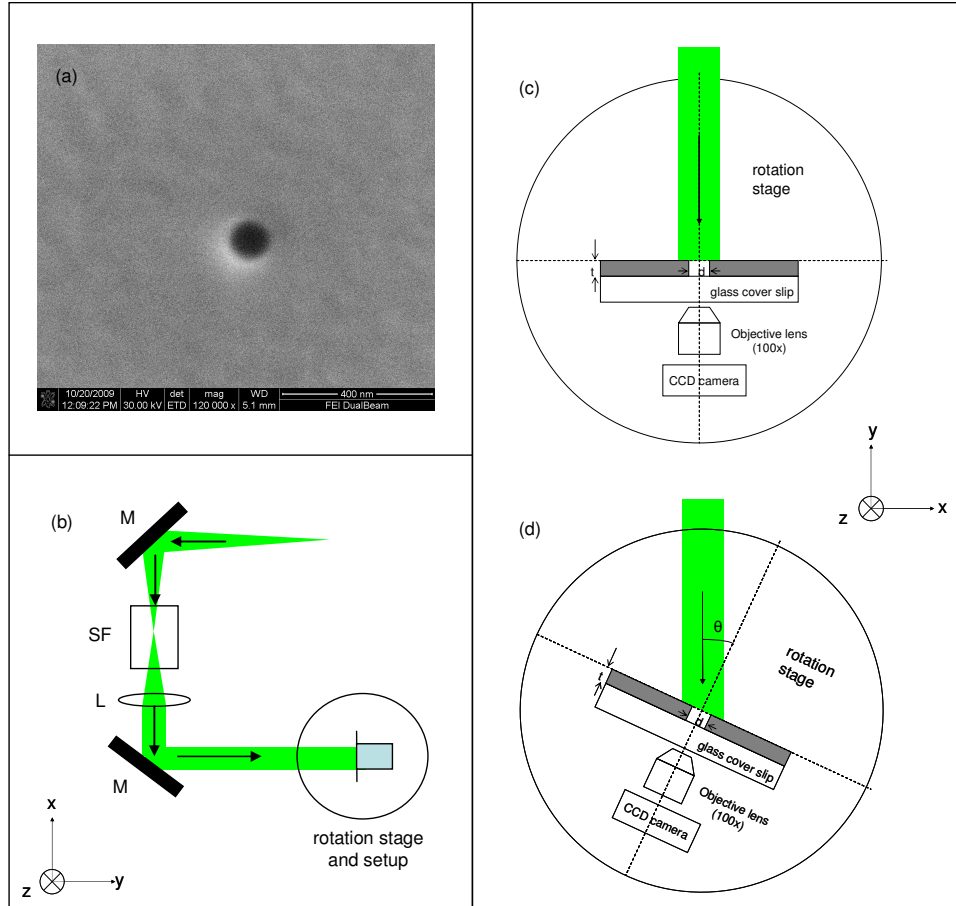 (a)
10/20/2009 HV det mag WD 400 nm
12:09:22 PM 30.00 kV ETD 120 000 x 5.1 mm FEI DualBeam
(b)
M
SF
L
M
rotation stage
and setup
x
y
z
(c)
rotation
stage
t
d
glass cover slip
Objective lens
(100x)
CCD camera
y
x
z
(d)
θ
rotation
stage
t
d
glass cover slip
Objective lens
(100x)
CCD camera